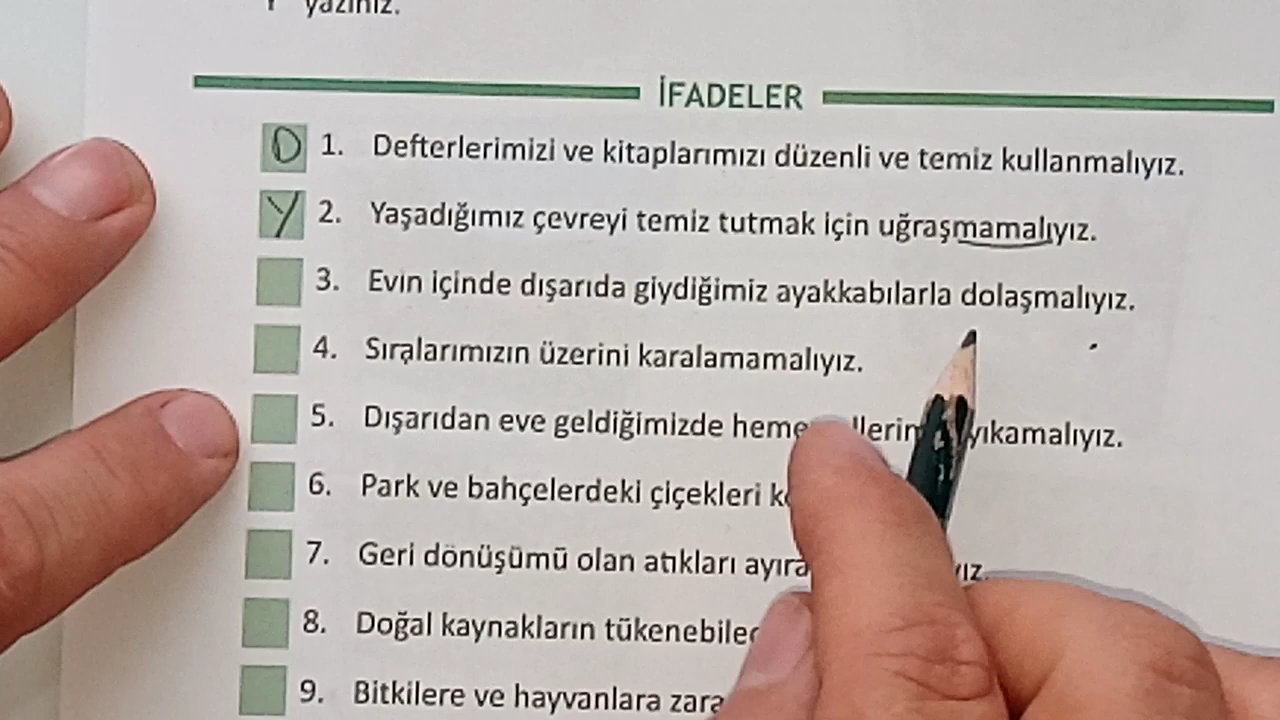 yazınız.
İFADELER
D 1. Defterlerimizi ve kitaplarımızı düzenli ve temiz kullanmalıyız.
Y 2. Yaşadığımız çevreyi temiz tutmak için uğraşmamalıyız.
3. Evin içinde dışarıda giydiğimiz ayakkabılarla dolaşmalıyız.
4. Sıralarımızın üzerini karalamamalıyız.
5. Dışarıdan eve geldiğimizde yıkamalıyız.
6. Park ve bahçelerdeki çiçekleri
7. Geri dönüşümü olan atıkları
8. Doğal kaynakların
9. Bitkilere ve hayvanlara